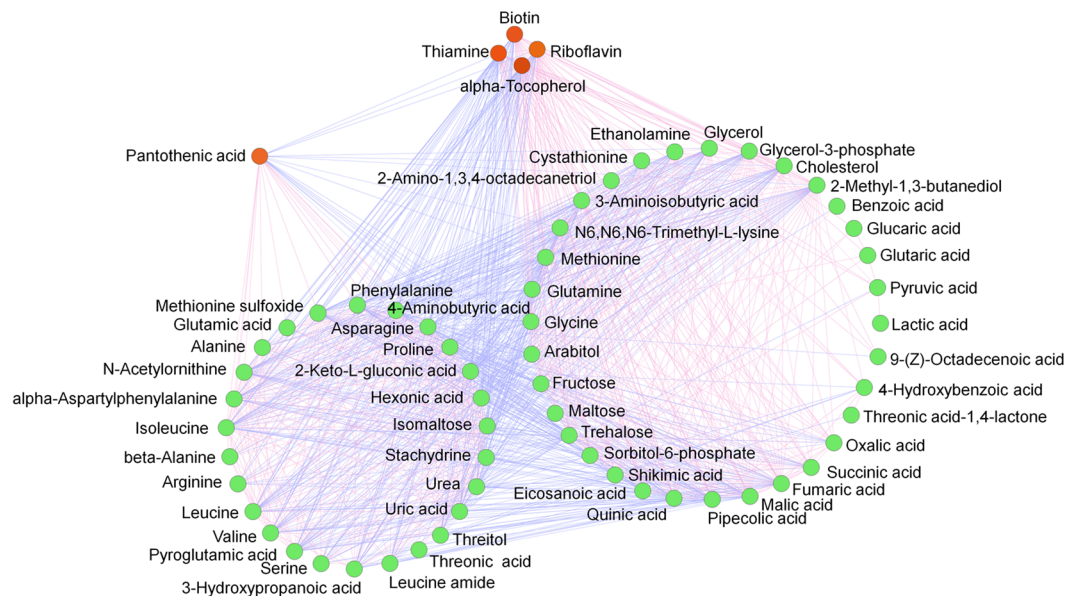 Biotin
Thiamine
Riboflavin
alpha-Tocopherol
Pantothenic acid
Ethanolamine
Glycerol
Glycerol-3-phosphate
Cystathionine
Cholesterol
2-Amino-1,3,4-octadecanetriol
2-Methyl-1,3-butanediol
3-Aminoisobutyric acid
Benzoic acid
N6,N6,N6-Trimethyl-L-lysine
Glucaric acid
Methionine
Glutaric acid
Glutamine
Pyruvic acid
Glycine
Lactic acid
Arabitol
9-(Z)-Octadecenoic acid
Fructose
4-Hydroxybenzoic acid
Maltose
Threonic acid-1,4-lactone
Trehalose
Oxalic acid
Sorbitol-6-phosphate
Succinic acid
Shikimic acid
Fumaric acid
Eicosanoic acid
Malic acid
Quinic acid
Pipecolic acid
Phenylalanine
Methionine sulfoxide
4-Aminobutyric acid
Glutamic acid
Asparagine
Alanine
Proline
N-Acetylornithine
2-Keto-L-gluconic acid
alpha-Aspartylphenylalanine
Hexonic acid
Isoleucine
Isomaltose
beta-Alanine
Stachydrine
Arginine
Urea
Leucine
Uric acid
Valine
Threitol
Pyroglutamic acid
Threonic  acid
Serine
Leucine amide
3-Hydroxypropanoic acid